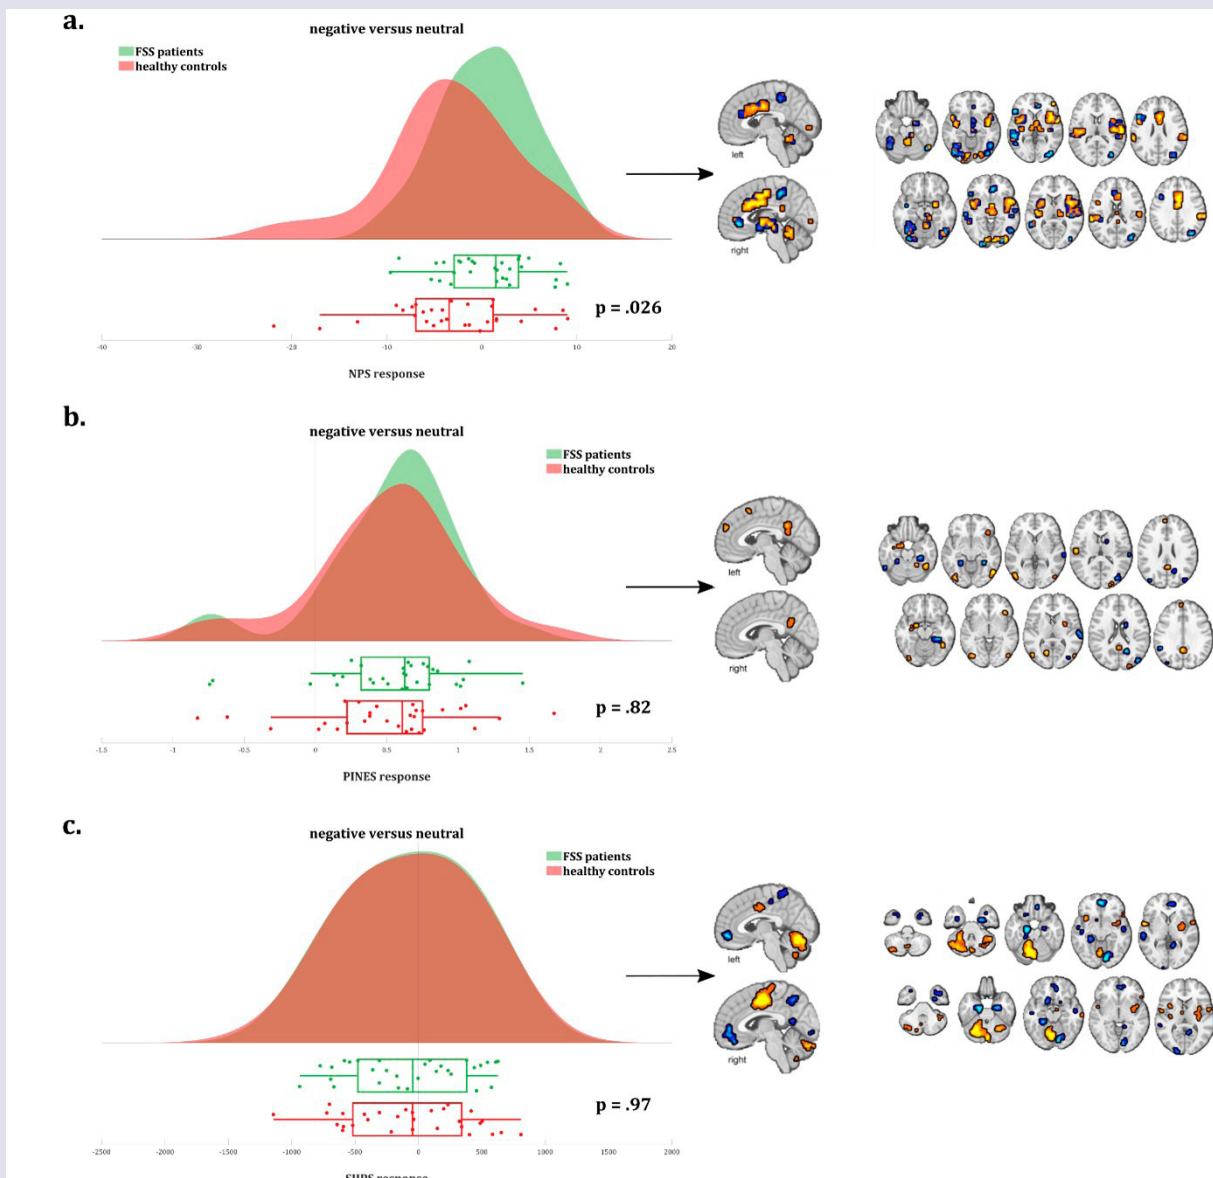 a.
negative versus neutral
FSS patients
healthy controls
left
right
p = .026
-40 -30 -20 -10 0 10 20
NPS response
b.
negative versus neutral
FSS patients
healthy controls
left
right
p = .82
-1.5 -1 -0.5 0 0.5 1 1.5 2 2.5
PINES response
c.
negative versus neutral
FSS patients
healthy controls
left
right
p = .97
-2500 -2000 -1500 -1000 -500 0 500 1000 1500 2000
response